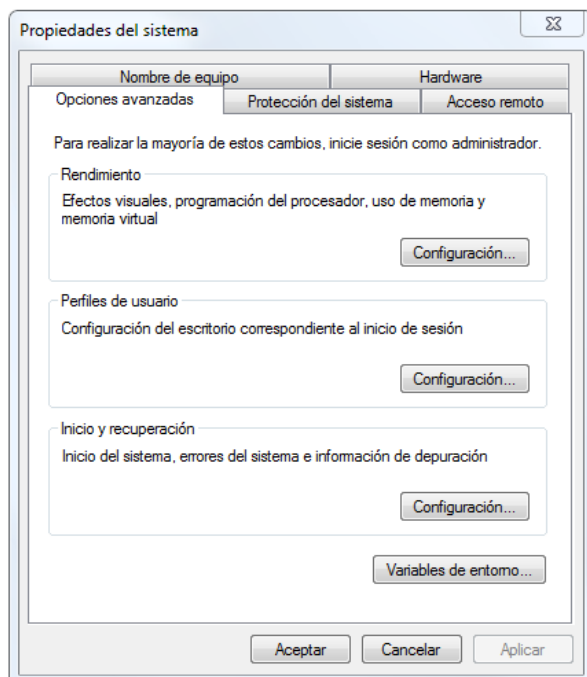 Propiedades del sistema
Nombre de equipo
Hardware
Opciones avanzadas
Protección del sistema
Acceso remoto
Para realizar la mayoría de estos cambios, inicie sesión como administrador.
Rendimiento
Efectos visuales, programación del procesador, uso de memoria y
memoria virtual
Configuración...
Perfiles de usuario
Configuración del escritorio correspondiente al inicio de sesión
Configuración...
Inicio y recuperación
Inicio del sistema, errores del sistema e información de depuración
Configuración...
Variables de entorno...
Aceptar
Cancelar
Aplicar